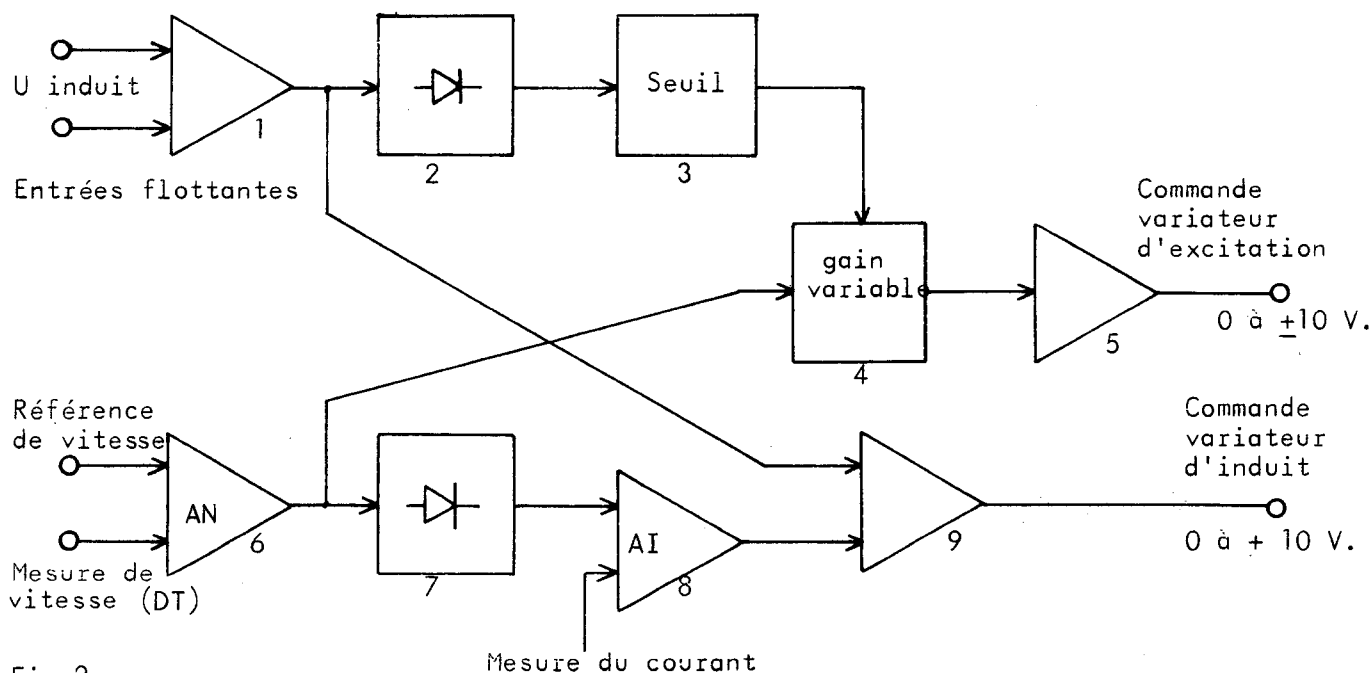 U induit
1
2
Seuil
3
Entrées flottantes
gain
variable
4
Commande
variateur
d'excitation
5
0 à ±10 V.
Référence
de vitesse
AN
6
Mesure de
vitesse (DT)
7
AI
8
Mesure du courant
9
Commande
variateur
d'induit
0 à + 10 V.